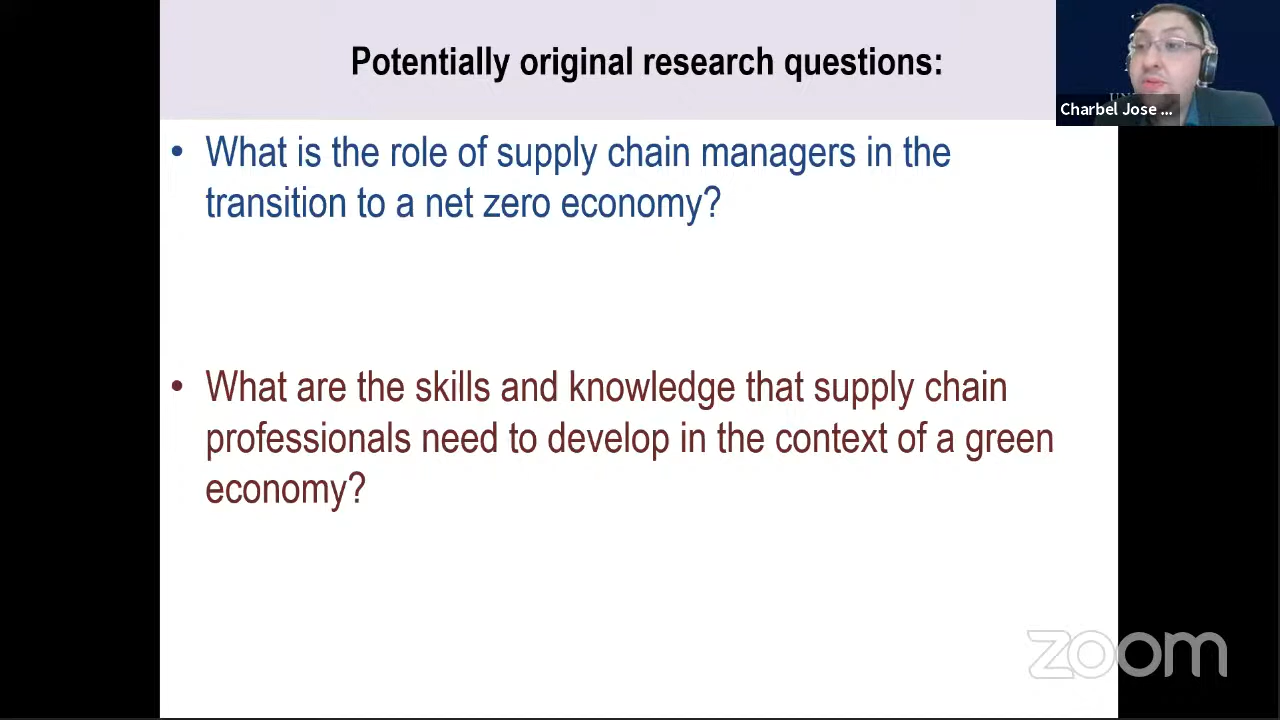 Potentially original research questions:
Charbel Jose ...
• What is the role of supply chain managers in the
transition to a net zero economy?
• What are the skills and knowledge that supply chain
professionals need to develop in the context of a green
economy?
zoom